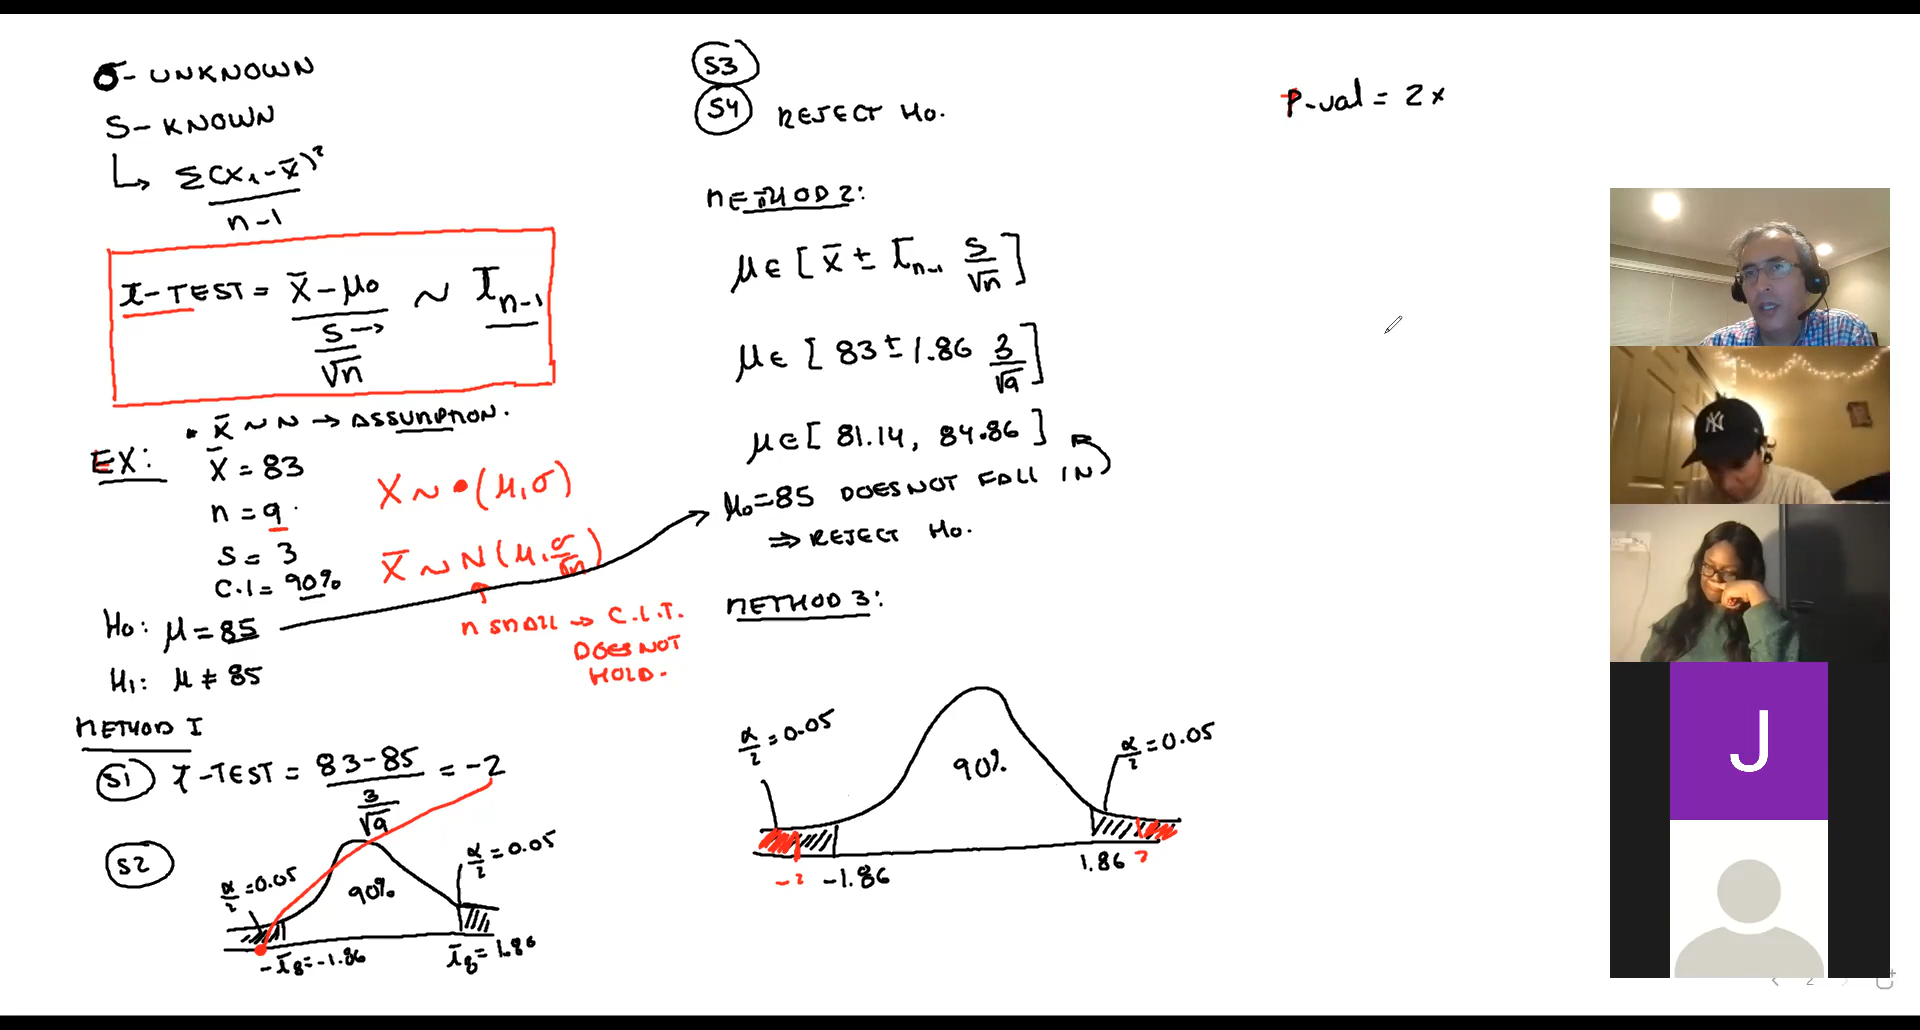 σ - UNKNOWN
S - KNOWN
↳ Σ(Xi - X̄)²
n - 1
T-TEST = X̄ - μ0 ~ Tn-1
S →
√n
• X̄ ~ N → ASSUMPTION.
EX:
X̄ = 83
n = 9
S = 3
C.I = 90%
X ~ • (μ, σ)
X̄ ~ N (μ, σ/√n)
n SMALL → C.L.T.
DOES NOT
HOLD.
H0: μ = 85
H1: μ ≠ 85
METHOD I
S1 T-TEST = 83 - 85 = -2
3
√9
S2
α/2 = 0.05
90%
α/2 = 0.05
-T8 = -1.86
T8 = 1.86
S3
S4 REJECT H0.
METHOD 2:
μ ∈ [ X̄ ± Tn-1 S/√n ]
μ ∈ [ 83 ± 1.86 3/√9 ]
μ ∈ [ 81.14, 84.86 ]
μ0 = 85 DOES NOT FALL IN
⇒ REJECT H0.
METHOD 3:
α/2 = 0.05
90%
α/2 = 0.05
-2 -1.86
1.86 2
P-val = 2 x
NY
J
2